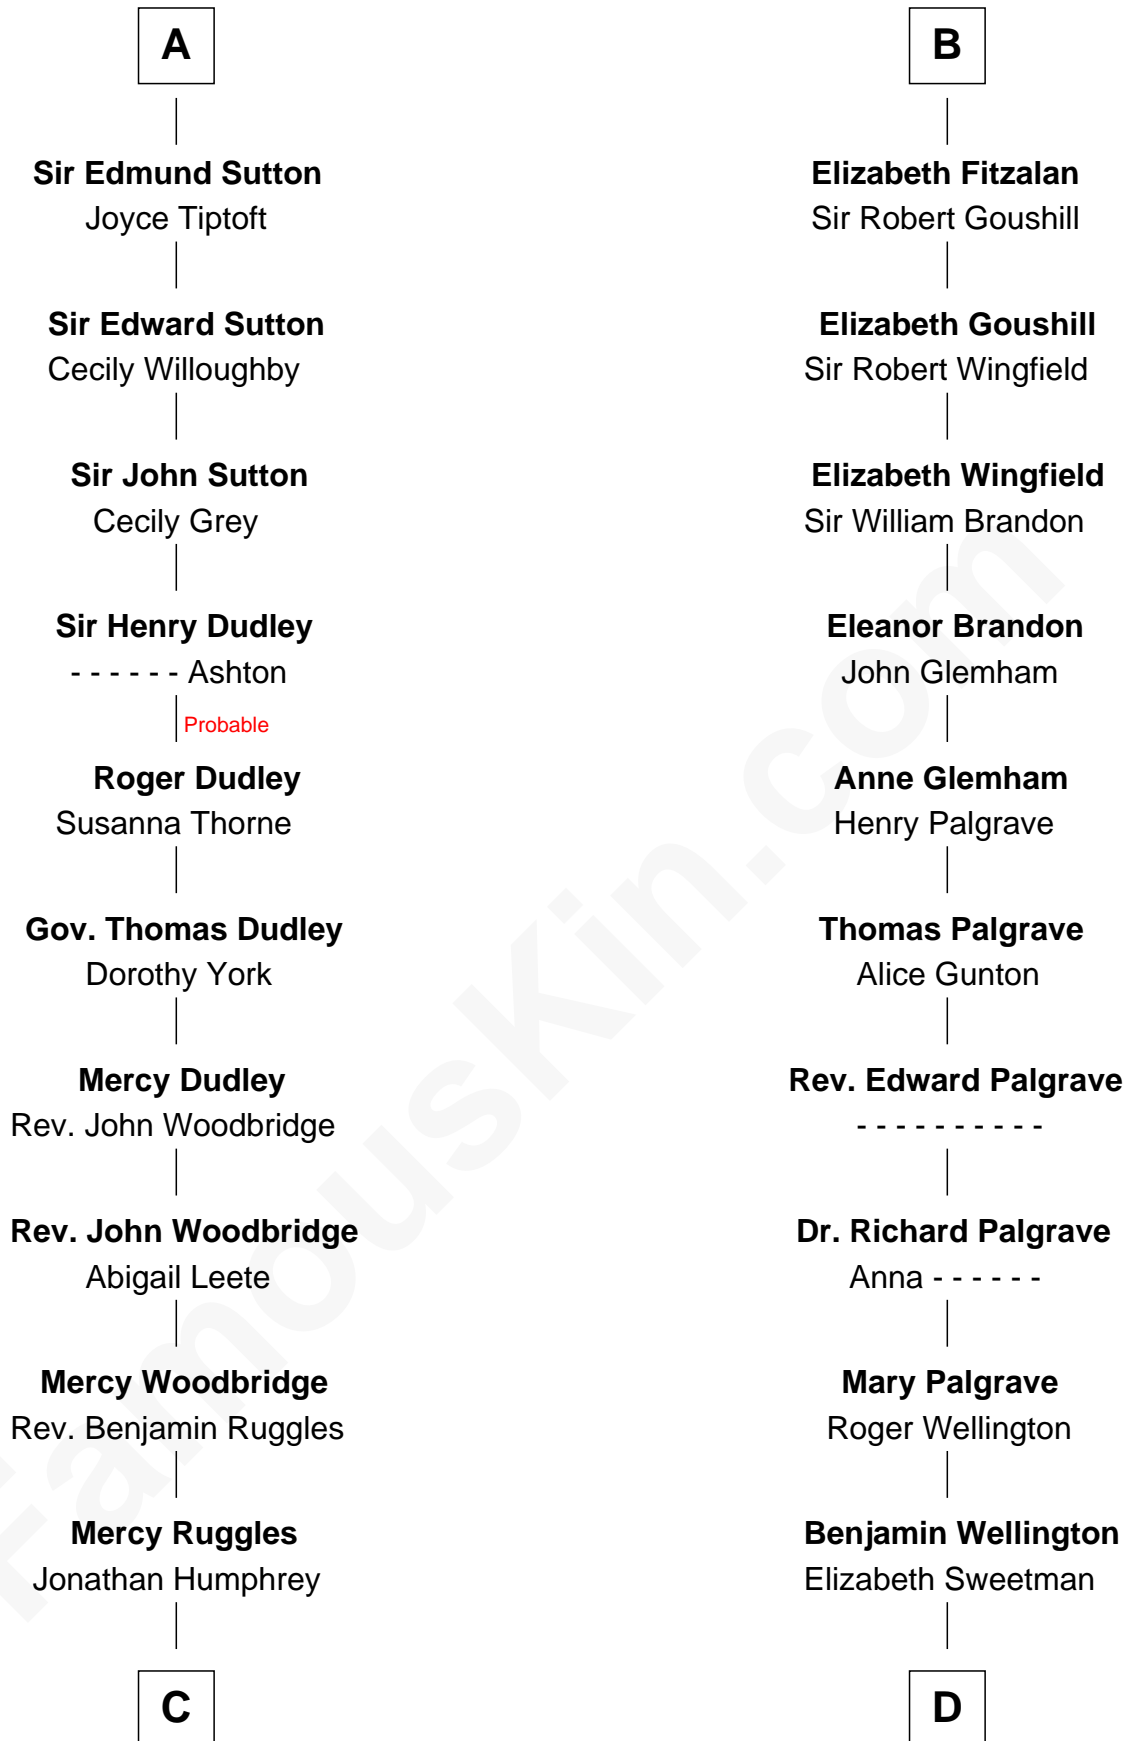 A
Sir Edmund Sutton
Joyce Tiptoft
Sir Edward Sutton
Cecily Willoughby
Sir John Sutton
Cecily Grey
Sir Henry Dudley
- - - - - - Ashton
Probable
Roger Dudley
Susanna Thorne
Gov. Thomas Dudley
Dorothy York
Mercy Dudley
Rev. John Woodbridge
Rev. John Woodbridge
Abigail Leete
Mercy Woodbridge
Rev. Benjamin Ruggles
Mercy Ruggles
Jonathan Humphrey
C
B
Elizabeth Fitzalan
Sir Robert Goushill
Elizabeth Goushill
Sir Robert Wingfield
Elizabeth Wingfield
Sir William Brandon
Eleanor Brandon
John Glemham
Anne Glemham
Henry Palgrave
Thomas Palgrave
Alice Gunton
Rev. Edward Palgrave
- - - - - - - - - -
Dr. Richard Palgrave
Anna - - - - - -
Mary Palgrave
Roger Wellington
Benjamin Wellington
Elizabeth Sweetman
D
FamousKin.com